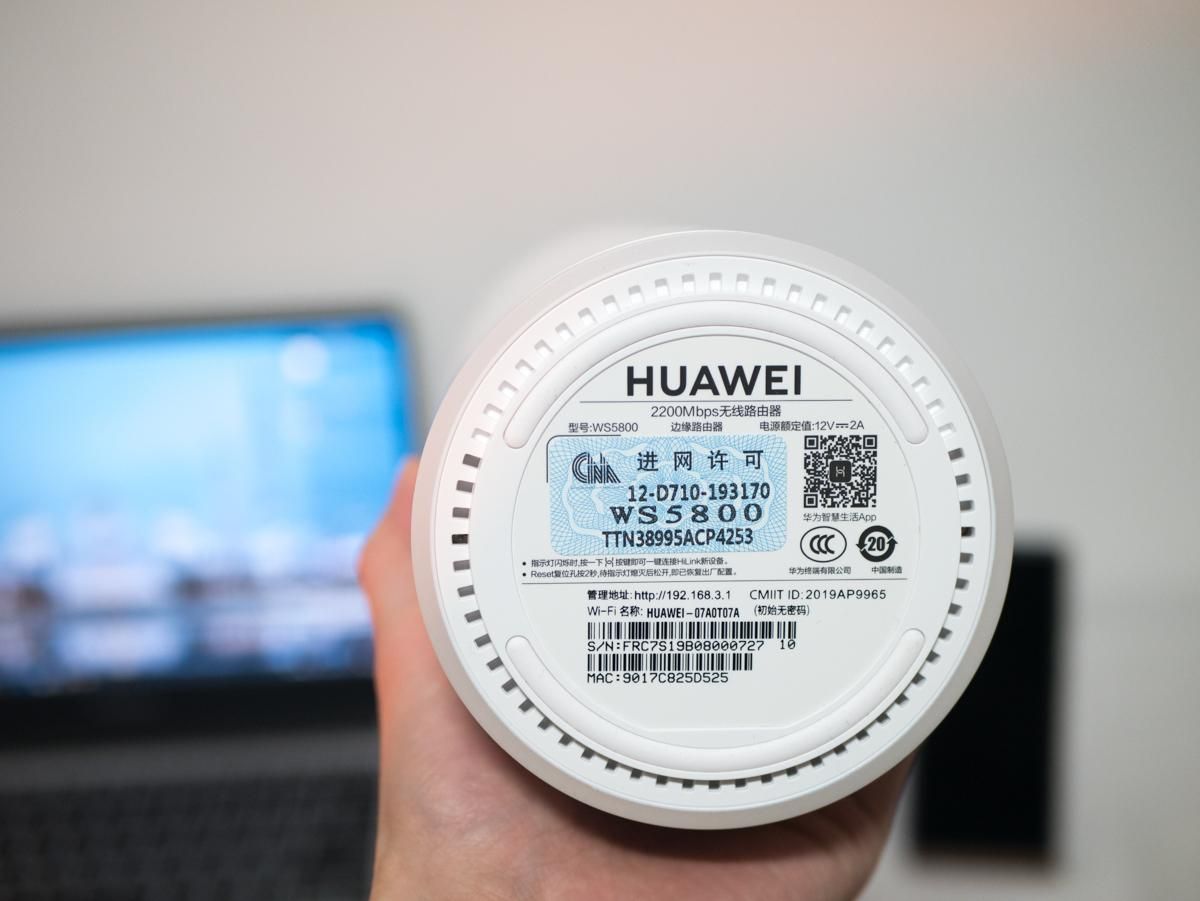 HUAWEI
2200Mbps无线路由器
型号:WS5800 边缘路由器 电源额定值:12V⎓2A
CNA 进网许可
12-D710-193170
WS5800
TTN38995ACP4253
华为智慧生活App
CCC 20
华为终端有限公司 中国制造
• 指示灯闪烁时,按一下 按键即可一键连接HiLink新设备。
• Reset复位孔按2秒,待指示灯熄灭后松开,即已恢复出厂配置。
管理地址: http://192.168.3.1 CMIIT ID: 2019AP9965
Wi-Fi 名称: HUAWEI-07A0T07A (初始无密码)
S/N:FRC7S19B08000727 10
MAC:9017C825D525